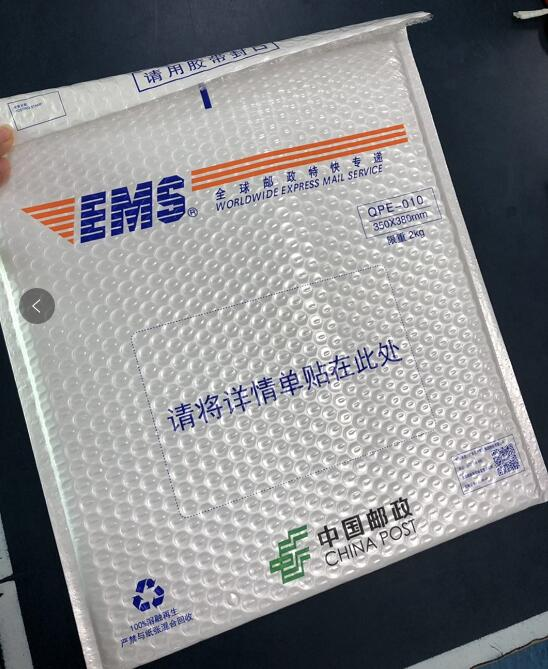 请用胶带封口
EMS®
全球邮政特快专递
WORLDWIDE EXPRESS MAIL SERVICE
QPE-010
350X380mm
限重 2kg
请将详情单贴在此处
中国邮政
CHINA POST
100%溶融再生
严禁与纸张混合回收